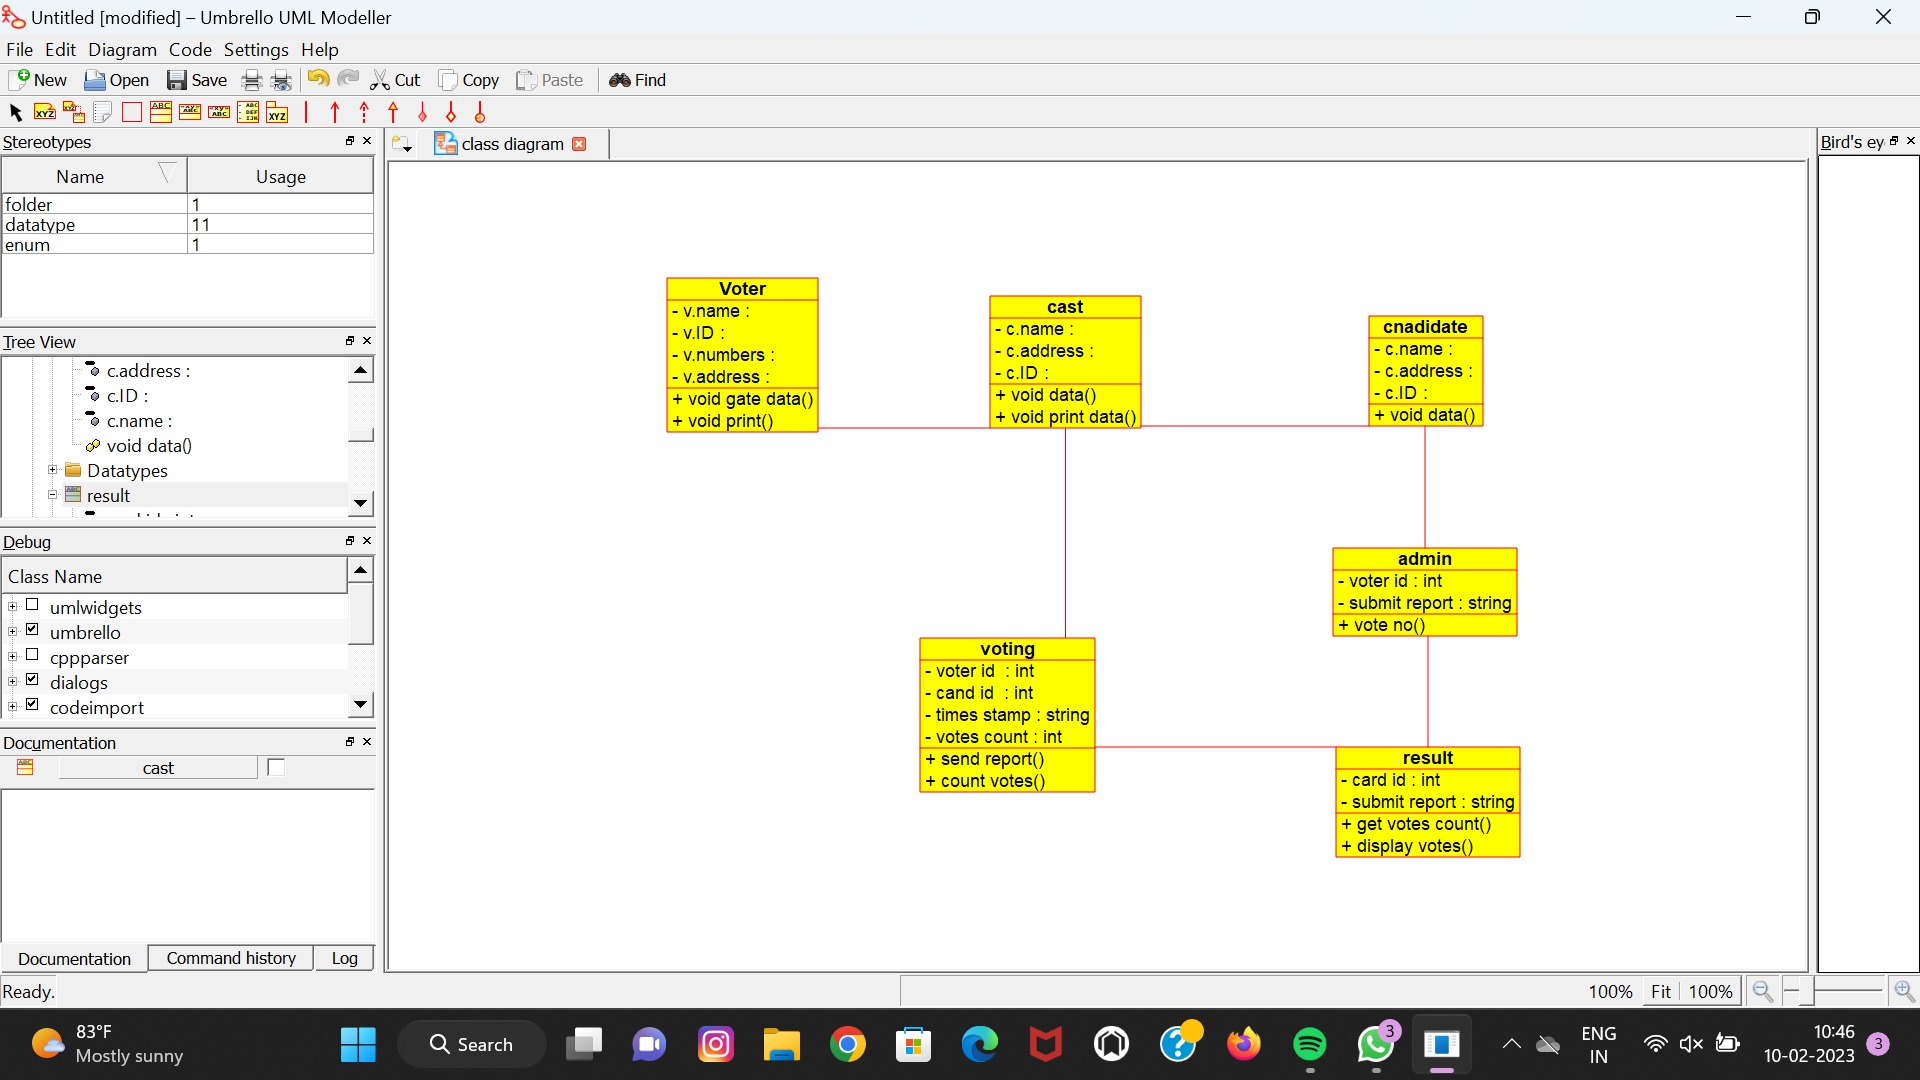 Untitled [modified] – Umbrello UML Modeller
File Edit Diagram Code Settings Help
New Open Save Cut Copy Paste Find
Stereotypes
Name Usage
folder 1
datatype 11
enum 1
Tree View
c.address :
c.ID :
c.name :
void data()
Datatypes
result
Debug
Class Name
umlwidgets
umbrello
cppparser
dialogs
codeimport
Documentation
cast
Documentation Command history Log
Ready.
class diagram
Bird's ey
Voter
- v.name :
- v.ID :
- v.numbers :
- v.address :
+ void gate data()
+ void print()
cast
- c.name :
- c.address :
- c.ID :
+ void data()
+ void print data()
cnadidate
- c.name :
- c.address :
- c.ID :
+ void data()
admin
- voter id : int
- submit report : string
+ vote no()
voting
- voter id  : int
- cand id  : int
- times stamp : string
- votes count : int
+ send report()
+ count votes()
result
- card id : int
- submit report : string
+ get votes count()
+ display votes()
100% Fit 100%
83°F
Mostly sunny
Search
3
ENG
IN
10:46
10-02-2023
3